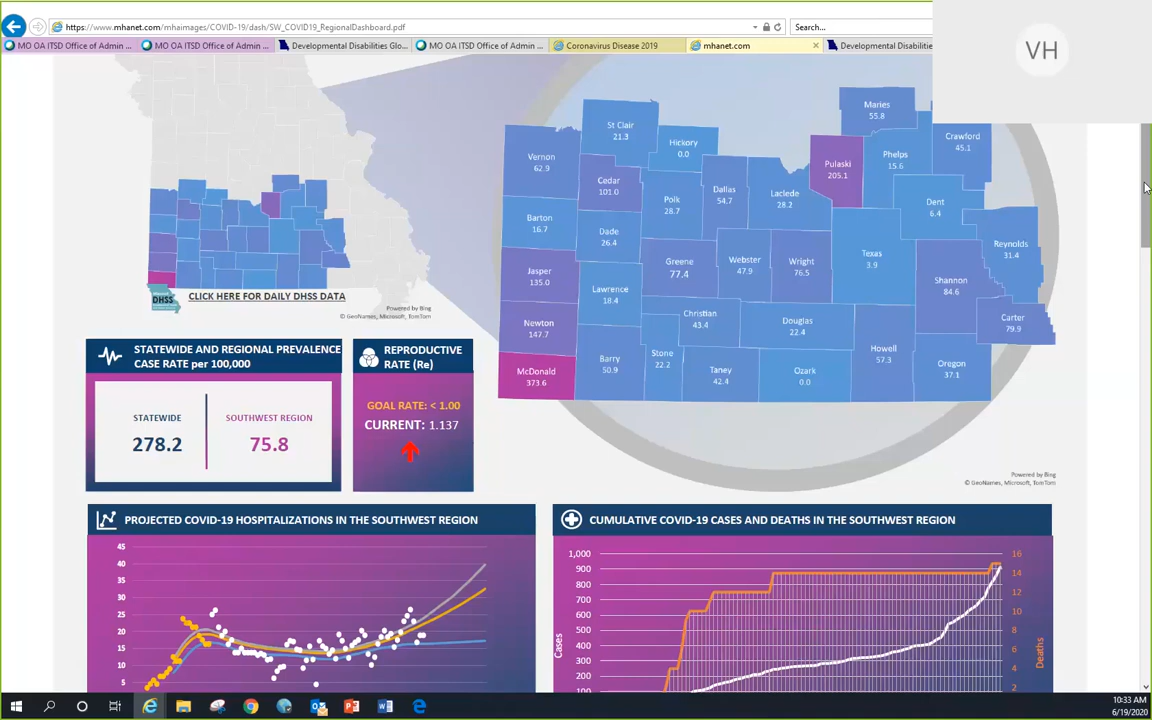 https://www.mhanet.com/mhaimages/COVID-19/dash/SW_COVID19_RegionalDashboard.pdf
Search...
MO OA ITSD Office of Admin ...
MO OA ITSD Office of Admin ...
Developmental Disabilities Glo...
MO OA ITSD Office of Admin ...
Coronavirus Disease 2019
mhanet.com
Developmental Disabilities
VH
Maries
55.8
St Clair
21.3
Hickory
0.0
Crawford
45.1
Vernon
62.9
Pulaski
205.1
Phelps
15.6
Cedar
101.0
Polk
28.7
Dallas
54.7
Laclede
28.2
Dent
6.4
Barton
16.7
Dade
26.4
Reynolds
31.4
Greene
77.4
Webster
47.9
Wright
76.5
Texas
3.9
Jasper
135.0
Shannon
84.6
Lawrence
18.4
Christian
43.4
Douglas
22.4
Carter
79.9
Newton
147.7
Howell
57.3
Barry
50.9
Stone
22.2
Taney
42.4
Ozark
0.0
Oregon
37.1
McDonald
373.6
DHSS
CLICK HERE FOR DAILY DHSS DATA
Powered by Bing
© GeoNames, Microsoft, TomTom
Powered by Bing
© GeoNames, Microsoft, TomTom
STATEWIDE AND REGIONAL PREVALENCE
CASE RATE per 100,000
STATEWIDE
278.2
SOUTHWEST REGION
75.8
REPRODUCTIVE
RATE (Re)
GOAL RATE: < 1.00
CURRENT: 1.137
PROJECTED COVID-19 HOSPITALIZATIONS IN THE SOUTHWEST REGION
45
40
35
30
25
20
15
10
5
CUMULATIVE COVID-19 CASES AND DEATHS IN THE SOUTHWEST REGION
1,000
900
800
700
600
500
400
300
200
100
Cases
16
14
12
10
8
6
4
2
Deaths
10:33 AM
6/19/2020